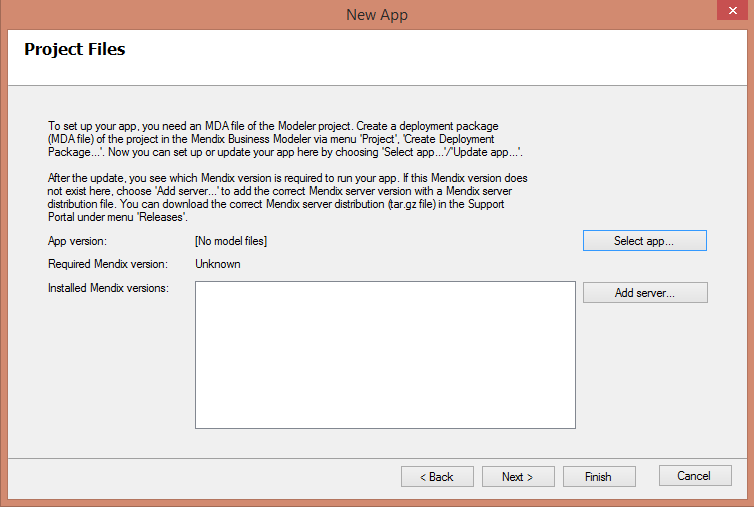 New App
Project Files
To set up your app, you need an MDA file of the Modeler project. Create a deployment package
(MDA file) of the project in the Mendix Business Modeler via menu 'Project', 'Create Deployment
Package...'. Now you can set up or update your app here by choosing 'Select app...'/'Update app...'.
After the update, you see which Mendix version is required to run your app. If this Mendix version does
not exist here, choose 'Add server...' to add the correct Mendix server version with a Mendix server
distribution file. You can download the correct Mendix server distribution (tar.gz file) in the Support
Portal under menu 'Releases'.
App version: [No model files] Select app...
Required Mendix version: Unknown
Installed Mendix versions: Add server...
< Back Next > Finish Cancel